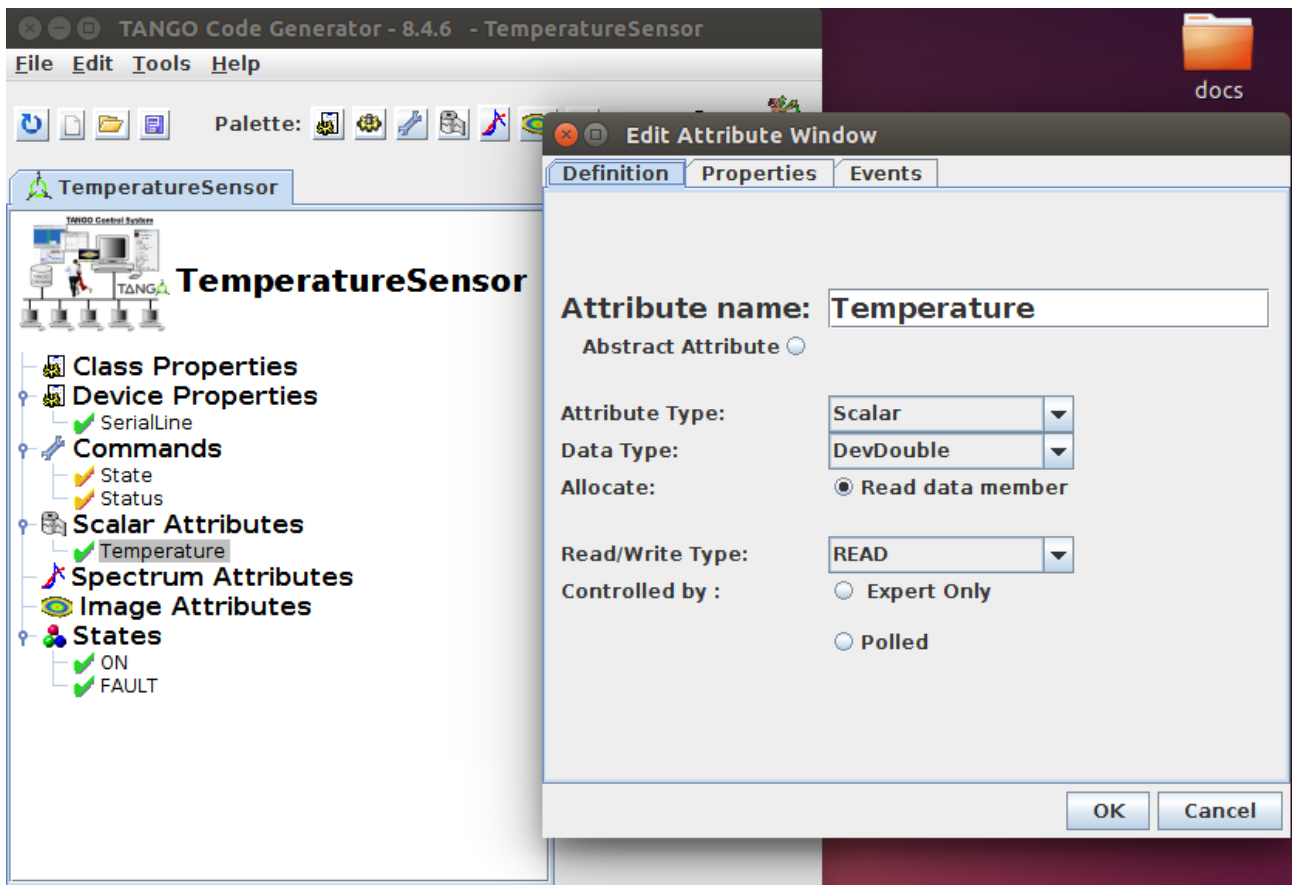 TANGO Code Generator - 8.4.6 - TemperatureSensor
File Edit Tools Help
docs
Palette:
TemperatureSensor
TANGO Control System
TANGO
TemperatureSensor
Class Properties
Device Properties
SerialLine
Commands
State
Status
Scalar Attributes
Temperature
Spectrum Attributes
Image Attributes
States
ON
FAULT
Edit Attribute Window
Definition Properties Events
Attribute name: Temperature
Abstract Attribute
Attribute Type: Scalar
Data Type: DevDouble
Allocate: Read data member
Read/Write Type: READ
Controlled by : Expert Only
Polled
OK Cancel